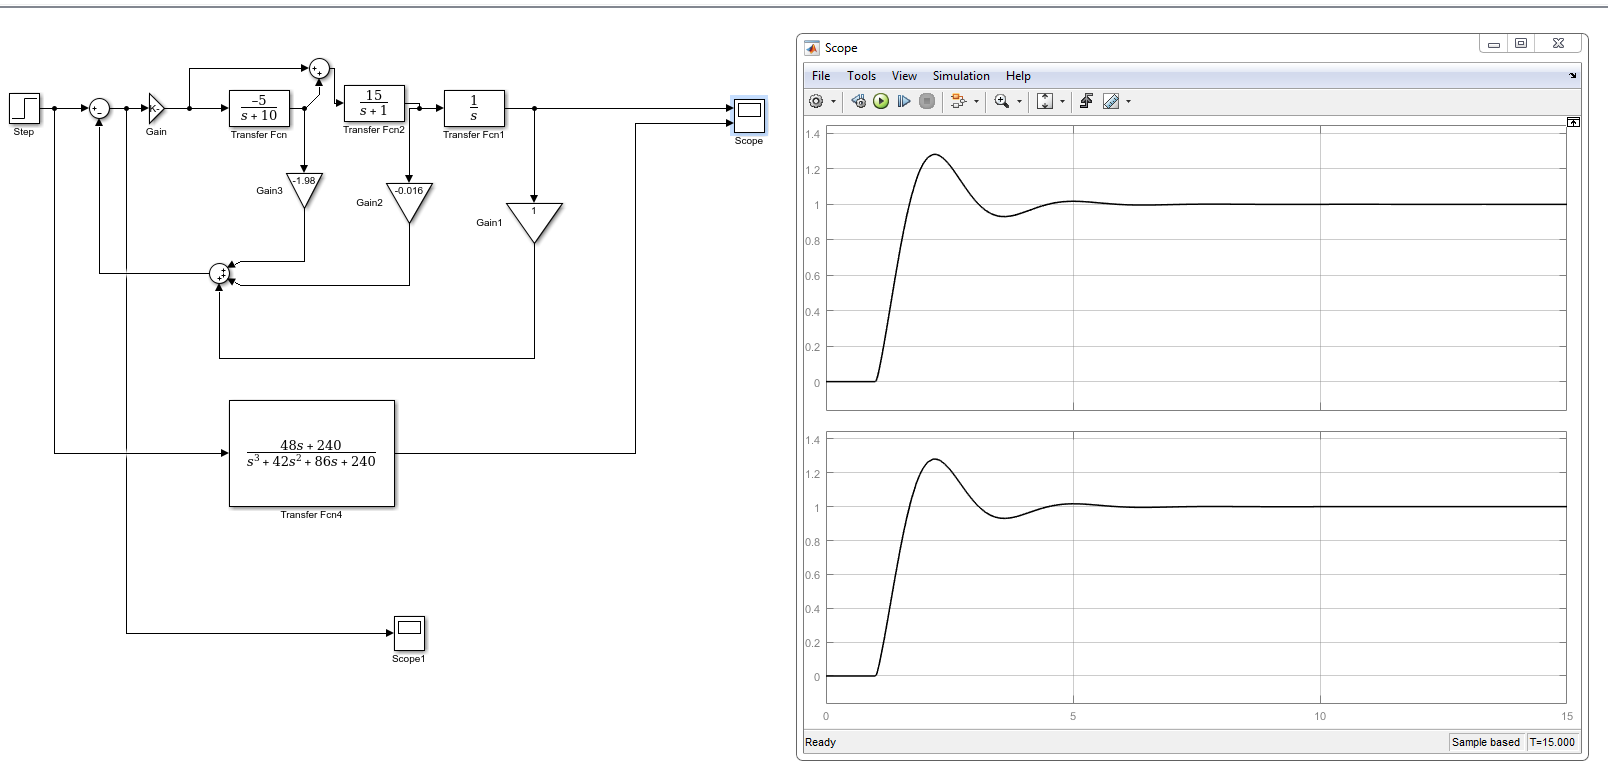 Step
K-
Gain
-5
s + 10
Transfer Fcn
15
s + 1
Transfer Fcn2
1
s
Transfer Fcn1
Scope
-1.98
Gain3
-0.016
Gain2
1
Gain1
48s + 240
s³ + 42s² + 86s + 240
Transfer Fcn4
Scope1
Scope
File Tools View Simulation Help
1.4
1.2
1
0.8
0.6
0.4
0.2
0
1.4
1.2
1
0.8
0.6
0.4
0.2
0
0 5 10 15
Ready Sample based T=15.000